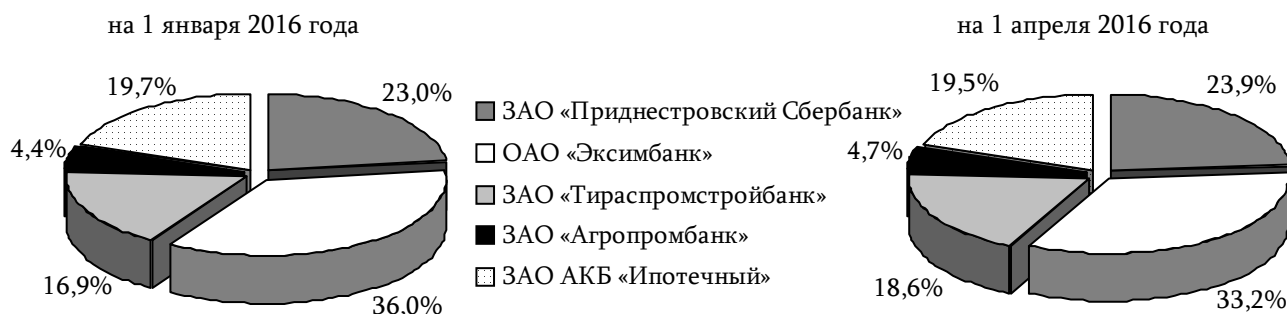 на 1 января 2016 года
19,7%
23,0%
4,4%
16,9%
36,0%
ЗАО «Приднестровский Сбербанк»
ОАО «Эксимбанк»
ЗАО «Тираспромстройбанк»
ЗАО «Агропромбанк»
ЗАО АКБ «Ипотечный»
на 1 апреля 2016 года
19,5%
23,9%
4,7%
18,6%
33,2%